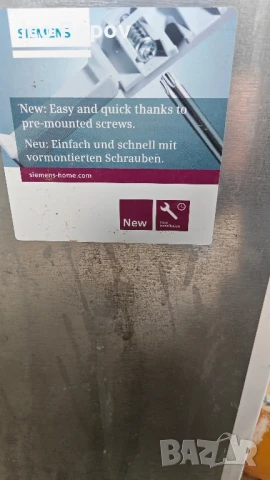 SIEMENS
pov
New: Easy and quick thanks to
pre-mounted screws.
Neu: Einfach und schnell mit
vormontierten Schrauben.
siemens-home.com
New
BAZAR